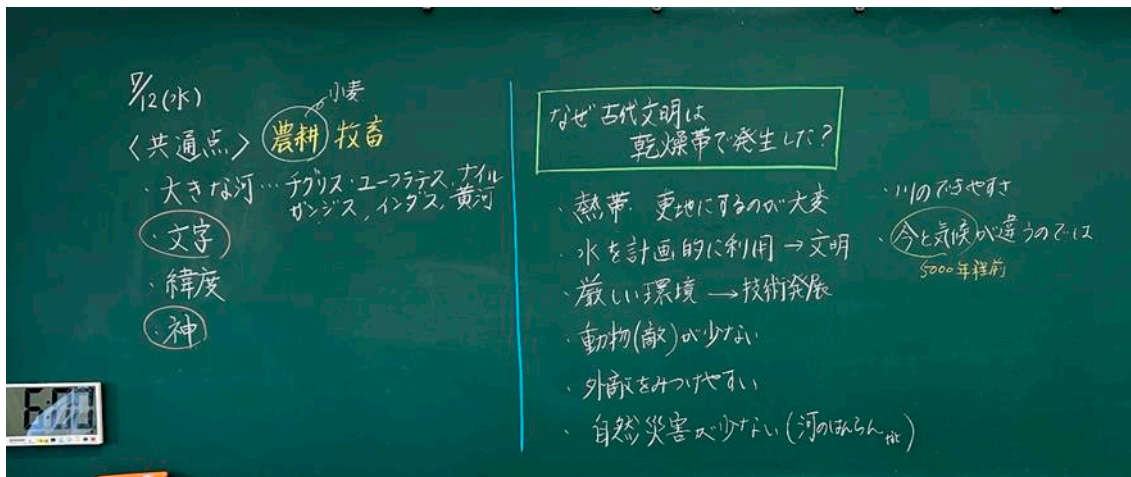 7/12(水)
小麦
〈共通点〉 農耕 牧畜
・大きな河…チグリス・ユーフラテス, ナイル
ガンジス, インダス, 黄河
・文字
・緯度
・神
なぜ古代文明は
乾燥帯で発生した?
・熱帯 更地にするのが大変
・水を計画的に利用→文明
・厳しい環境→技術発展
・動物(敵)が少ない
・外敵をみつけやすい
・自然災害が少ない(河のはんらん
・川のできやすさ
・今と気候が違うのでは
5000年程前